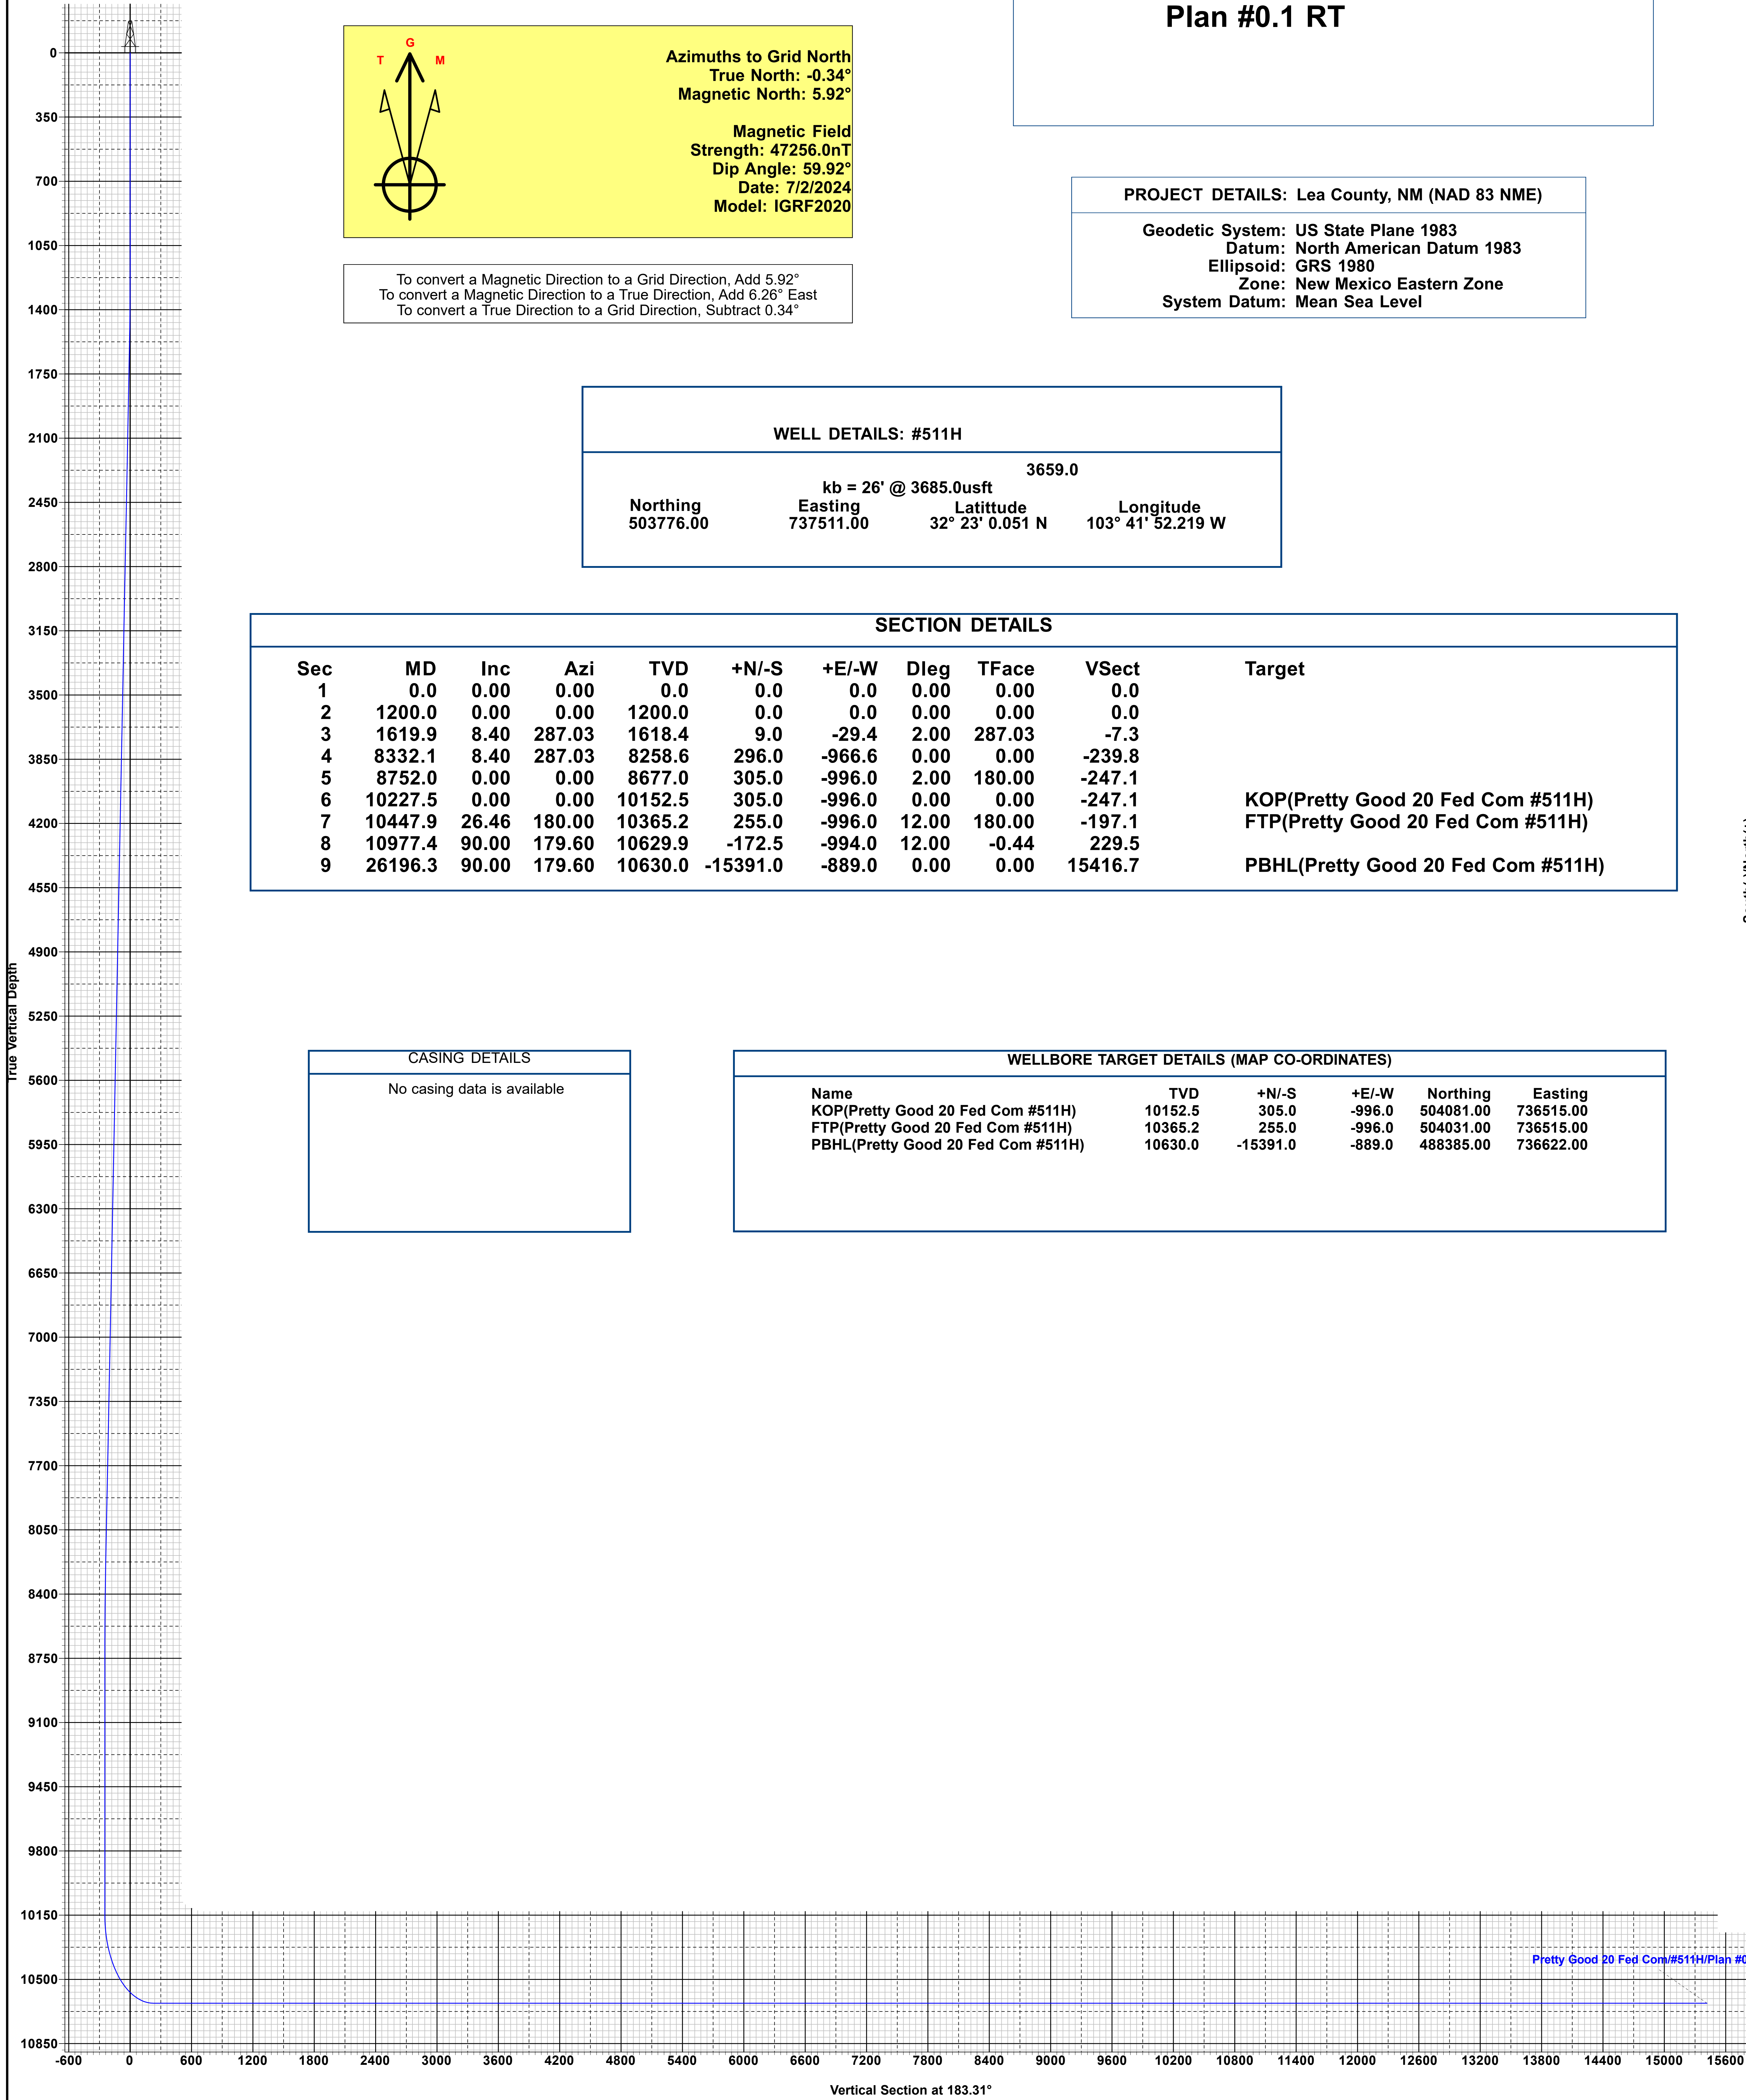 Plan #0.1 RT
G
T M
Azimuths to Grid North
True North: -0.34°
Magnetic North: 5.92°
Magnetic Field
Strength: 47256.0nT
Dip Angle: 59.92°
Date: 7/2/2024
Model: IGRF2020
To convert a Magnetic Direction to a Grid Direction, Add 5.92°
To convert a Magnetic Direction to a True Direction, Add 6.26° East
To convert a True Direction to a Grid Direction, Subtract 0.34°
PROJECT DETAILS: Lea County, NM (NAD 83 NME)
Geodetic System: US State Plane 1983
Datum: North American Datum 1983
Ellipsoid: GRS 1980
Zone: New Mexico Eastern Zone
System Datum: Mean Sea Level
WELL DETAILS: #511H
3659.0
kb = 26' @ 3685.0usft
Northing Easting Latittude Longitude
503776.00 737511.00 32° 23' 0.051 N 103° 41' 52.219 W
SECTION DETAILS
Sec MD Inc Azi TVD +N/-S +E/-W Dleg TFace VSect Target
1 0.0 0.00 0.00 0.0 0.0 0.0 0.00 0.00 0.0
2 1200.0 0.00 0.00 1200.0 0.0 0.0 0.00 0.00 0.0
3 1619.9 8.40 287.03 1618.4 9.0 -29.4 2.00 287.03 -7.3
4 8332.1 8.40 287.03 8258.6 296.0 -966.6 0.00 0.00 -239.8
5 8752.0 0.00 0.00 8677.0 305.0 -996.0 2.00 180.00 -247.1
6 10227.5 0.00 0.00 10152.5 305.0 -996.0 0.00 0.00 -247.1 KOP(Pretty Good 20 Fed Com #511H)
7 10447.9 26.46 180.00 10365.2 255.0 -996.0 12.00 180.00 -197.1 FTP(Pretty Good 20 Fed Com #511H)
8 10977.4 90.00 179.60 10629.9 -172.5 -994.0 12.00 -0.44 229.5
9 26196.3 90.00 179.60 10630.0 -15391.0 -889.0 0.00 0.00 15416.7 PBHL(Pretty Good 20 Fed Com #511H)
CASING DETAILS
No casing data is available
WELLBORE TARGET DETAILS (MAP CO-ORDINATES)
Name TVD +N/-S +E/-W Northing Easting
KOP(Pretty Good 20 Fed Com #511H) 10152.5 305.0 -996.0 504081.00 736515.00
FTP(Pretty Good 20 Fed Com #511H) 10365.2 255.0 -996.0 504031.00 736515.00
PBHL(Pretty Good 20 Fed Com #511H) 10630.0 -15391.0 -889.0 488385.00 736622.00
True Vertical Depth
0
350
700
1050
1400
1750
2100
2450
2800
3150
3500
3850
4200
4550
4900
5250
5600
5950
6300
6650
7000
7350
7700
8050
8400
8750
9100
9450
9800
10150
10500
10850
Pretty Good 20 Fed Com/#511H/Plan #0
-600 0 600 1200 1800 2400 3000 3600 4200 4800 5400 6000 6600 7200 7800 8400 9000 9600 10200 10800 11400 12000 12600 13200 13800 14400 15000 15600
Vertical Section at 183.31°